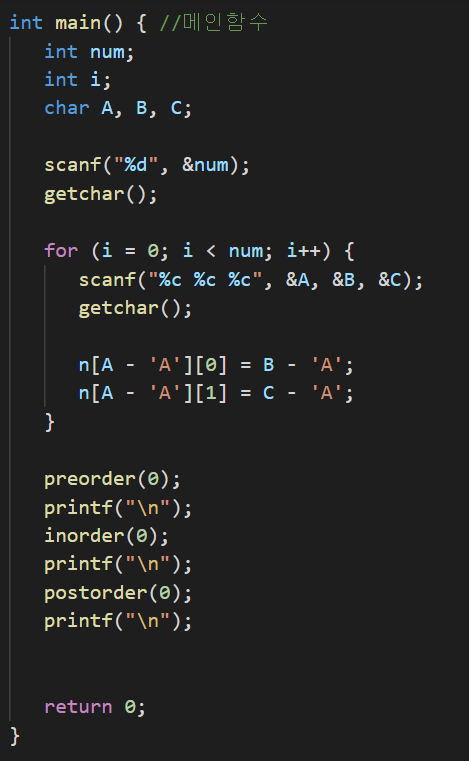 int main() { //메인함수
int num;
int i;
char A, B, C;
scanf("%d", &num);
getchar();
for (i = 0; i < num; i++) {
scanf("%c %c %c", &A, &B, &C);
getchar();
n[A - 'A'][0] = B - 'A';
n[A - 'A'][1] = C - 'A';
}
preorder(0);
printf("\n");
inorder(0);
printf("\n");
postorder(0);
printf("\n");
return 0;
}